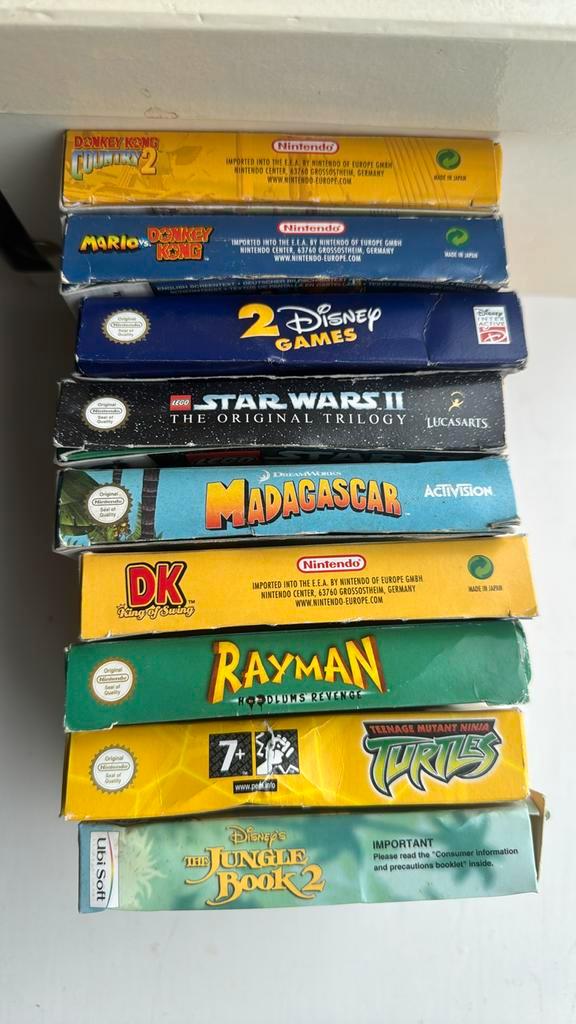 DONKEY KONG
COUNTRY 2
Nintendo
IMPORTED INTO THE E.E.A. BY NINTENDO OF EUROPE GMBH
NINTENDO CENTER, 63760 GROSSOSTHEIM, GERMANY
WWW.NINTENDO-EUROPE.COM
MADE IN JAPAN
MARIO VS. DONKEY
KONG
Nintendo
IMPORTED INTO THE E.E.A. BY NINTENDO OF EUROPE GMBH
NINTENDO CENTER, 63760 GROSSOSTHEIM, GERMANY
WWW.NINTENDO-EUROPE.COM
MADE IN JAPAN
Original
Nintendo
Seal of
Quality
2 Disney
GAMES
Disney
INTER
ACTIVE
Original
Nintendo
Seal of
Quality
LEGO STAR WARS II
THE ORIGINAL TRILOGY
LUCASARTS
Original
Nintendo
Seal of
Quality
DREAMWORKS
MADAGASCAR
ACTIVISION
DK
King of Swing
Nintendo
IMPORTED INTO THE E.E.A. BY NINTENDO OF EUROPE GMBH
NINTENDO CENTER, 63760 GROSSOSTHEIM, GERMANY
WWW.NINTENDO-EUROPE.COM
MADE IN JAPAN
Original
Nintendo
Seal of
Quality
RAYMAN
HOODLUMS REVENGE
Original
Nintendo
Seal of
Quality
7+
www.pegi.info
TEENAGE MUTANT NINJA
TURTLES
Ubi Soft
DISNEY'S
THE JUNGLE
BOOK 2
IMPORTANT
Please read the "Consumer information
and precautions booklet" inside.